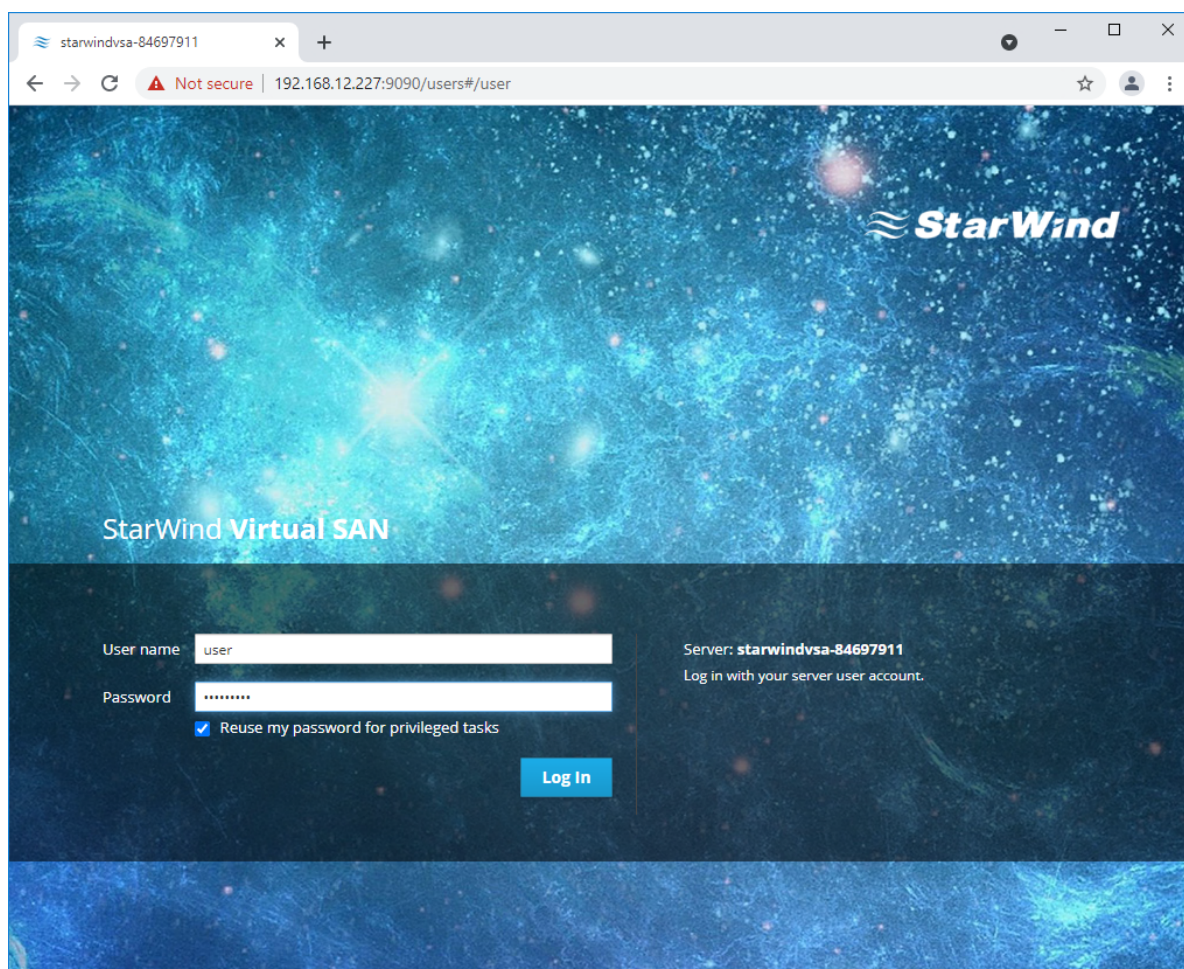 starwindvsa-84697911
Not secure 192.168.12.227:9090/users#/user
StarWind
StarWind Virtual SAN
User name user
Server: starwindvsa-84697911
Log in with your server user account.
Password •••••••••
Reuse my password for privileged tasks
Log In